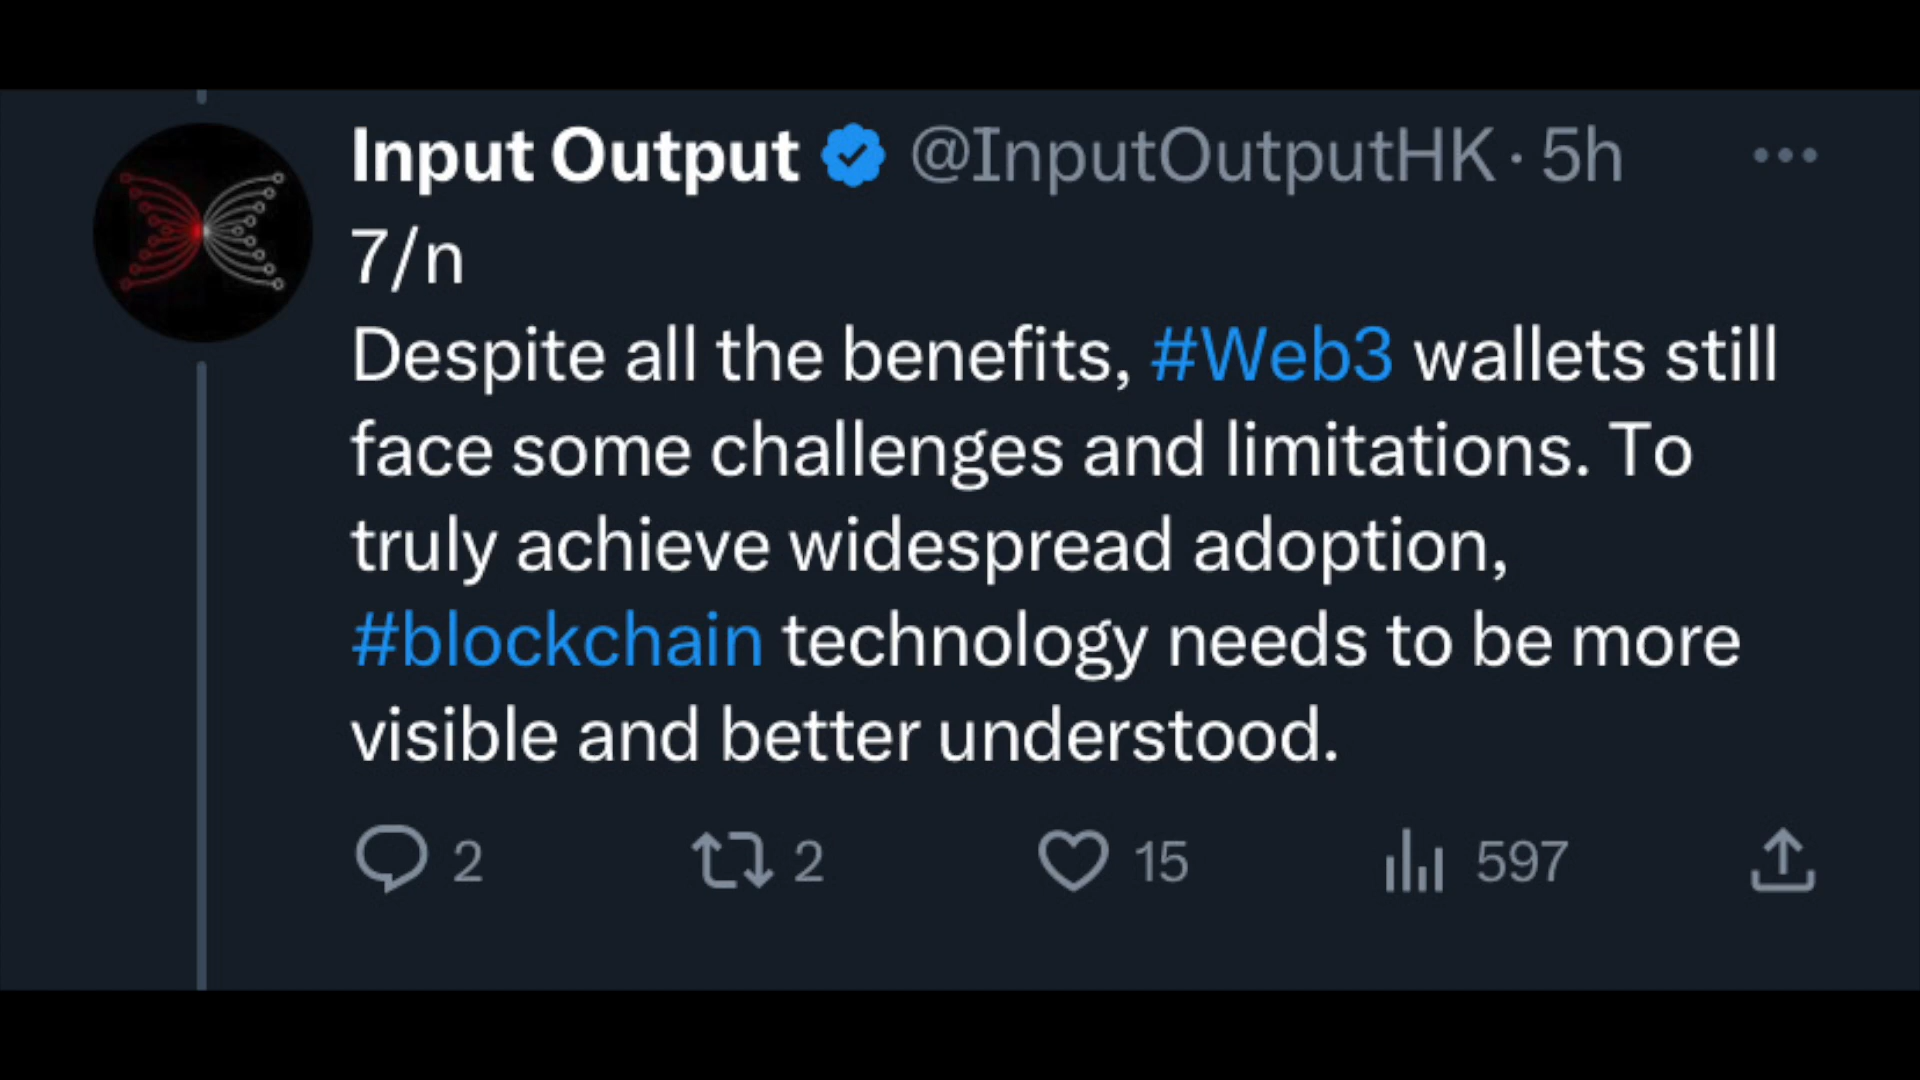 Input Output @InputOutputHK · 5h
7/n
Despite all the benefits, #Web3 wallets still
face some challenges and limitations. To
truly achieve widespread adoption,
#blockchain technology needs to be more
visible and better understood.
2 2 15 597